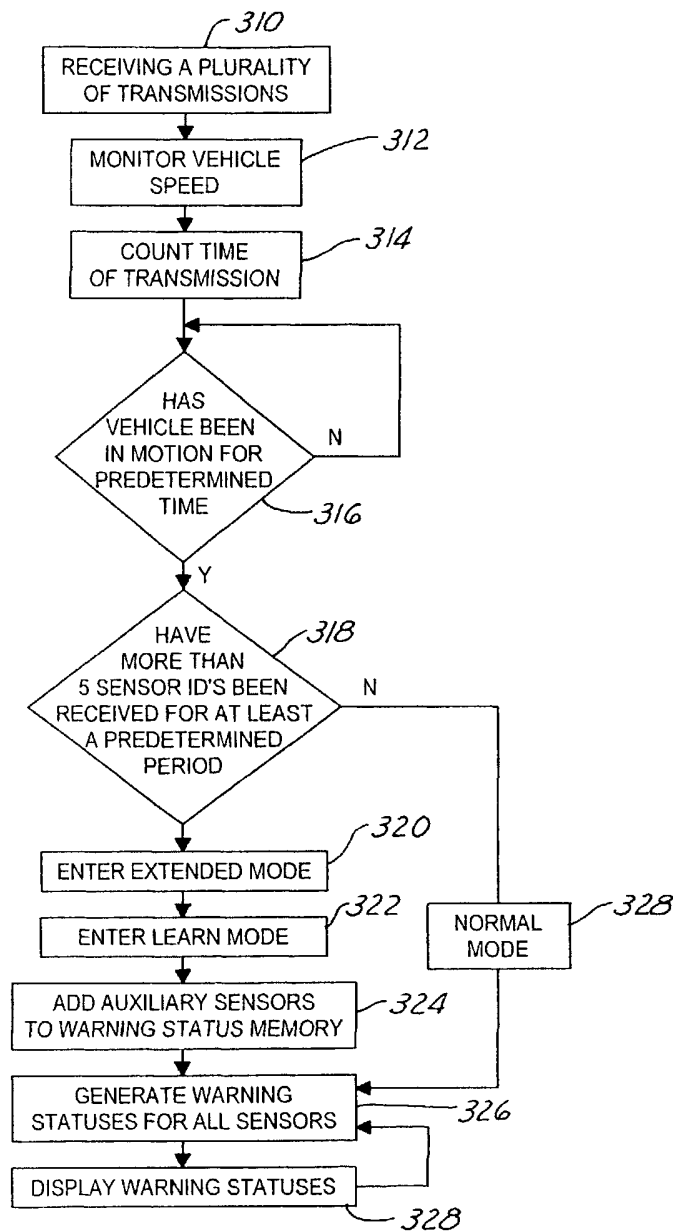 310
RECEIVING A PLURALITY
OF TRANSMISSIONS
312
MONITOR VEHICLE
SPEED
314
COUNT TIME
OF TRANSMISSION
HAS
VEHICLE BEEN
IN MOTION FOR
PREDETERMINED
TIME
N
316
Y
318
HAVE
MORE THAN
5 SENSOR ID'S BEEN
RECEIVED FOR AT LEAST
A PREDETERMINED
PERIOD
N
320
ENTER EXTENDED MODE
322
ENTER LEARN MODE
328
NORMAL
MODE
ADD AUXILIARY SENSORS
TO WARNING STATUS MEMORY
324
GENERATE WARNING
STATUSES FOR ALL SENSORS
326
DISPLAY WARNING STATUSES
328